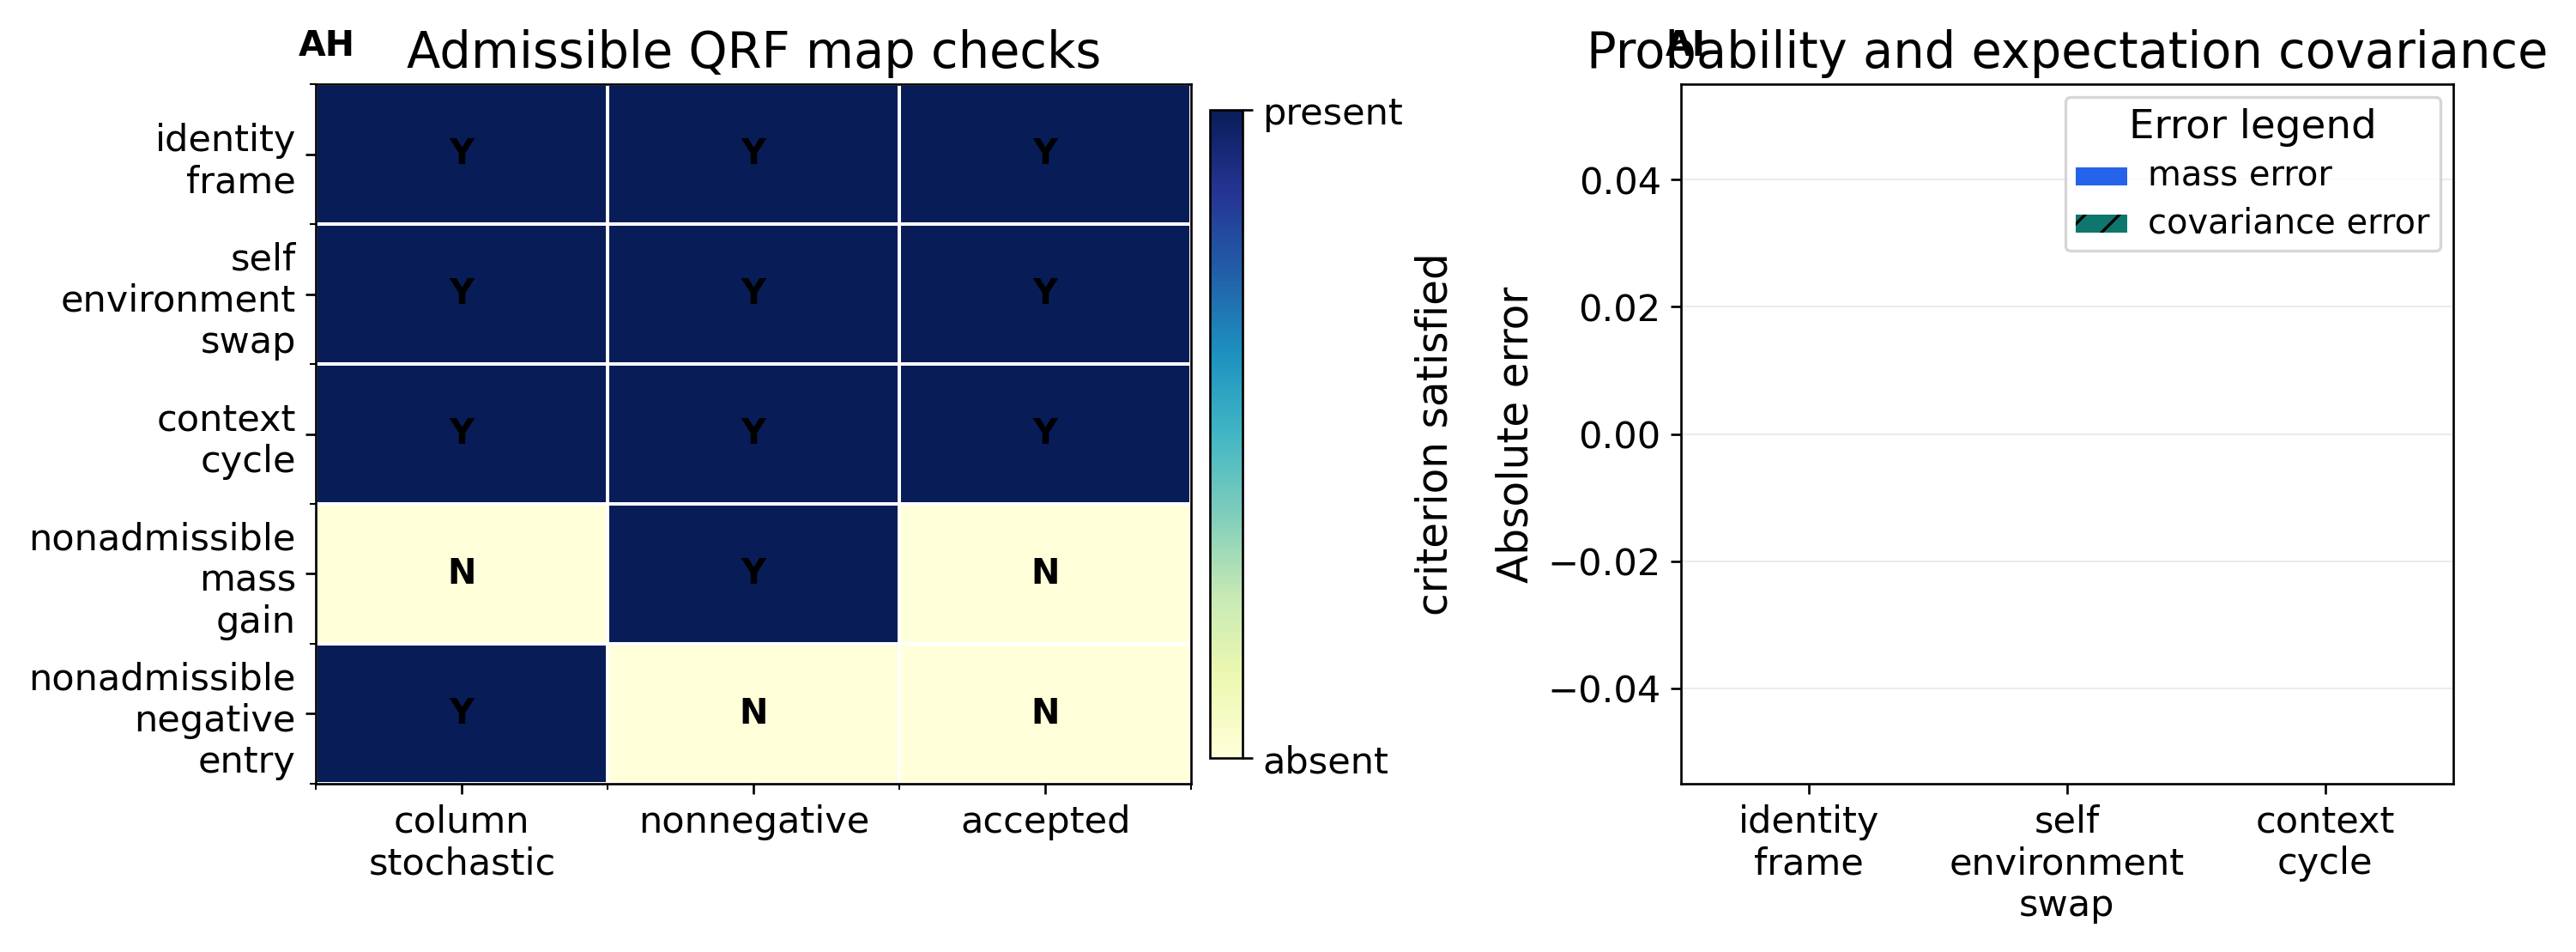 AH
Admissible QRF map checks
identity
frame
self
environment
swap
context
cycle
nonadmissible
mass
gain
nonadmissible
negative
entry
Y Y Y
Y Y Y
Y Y Y
N Y N
Y N N
column
stochastic
nonnegative
accepted
present
absent
criterion satisfied
AI
Probability and expectation covariance
Error legend
mass error
covariance error
Absolute error
0.04
0.02
0.00
−0.02
−0.04
identity
frame
self
environment
swap
context
cycle